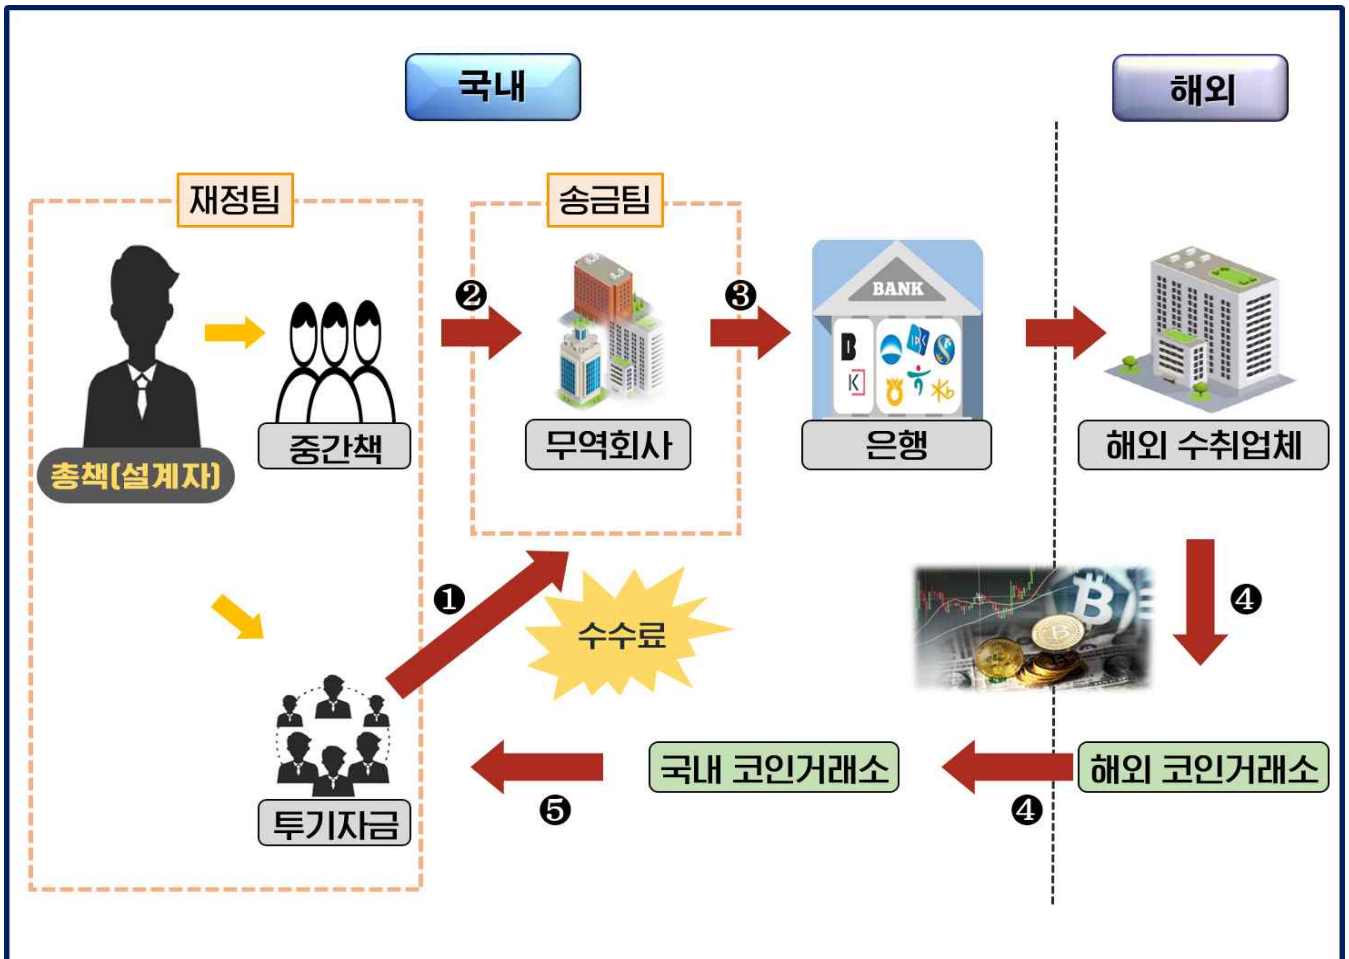 국내
해외
재정팀
송금팀
❷
❸
BANK
B
K
중간책
무역회사
은행
해외 수취업체
총책(설계자)
❶
수수료
❹
국내 코인거래소
해외 코인거래소
❺
❹
투기자금